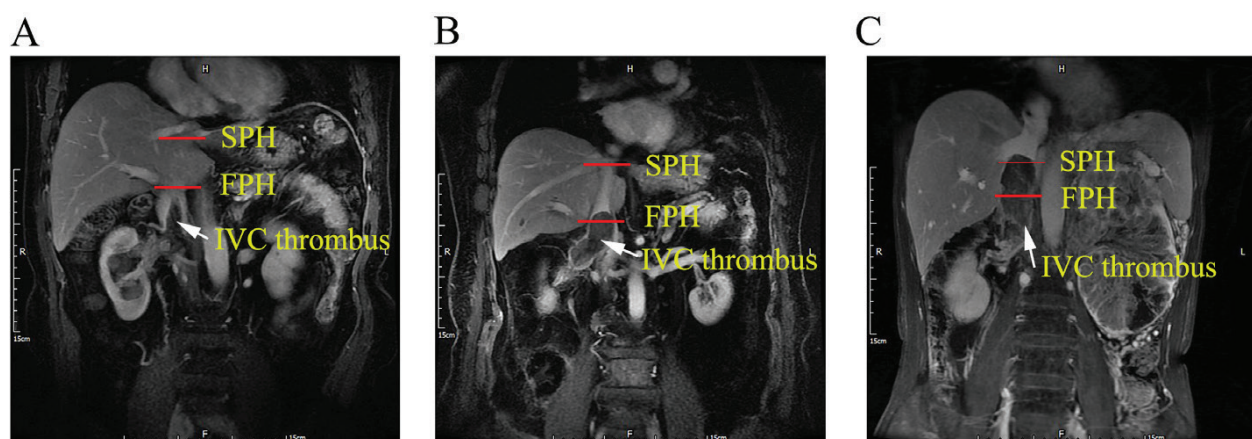 A
B
C
H
SPH
FPH
IVC thrombus
R
L
15cm
F
15cm
H
SPH
FPH
IVC thrombus
R
L
15cm
F
15cm
H
SPH
FPH
IVC thrombus
R
L
15cm
F
15cm